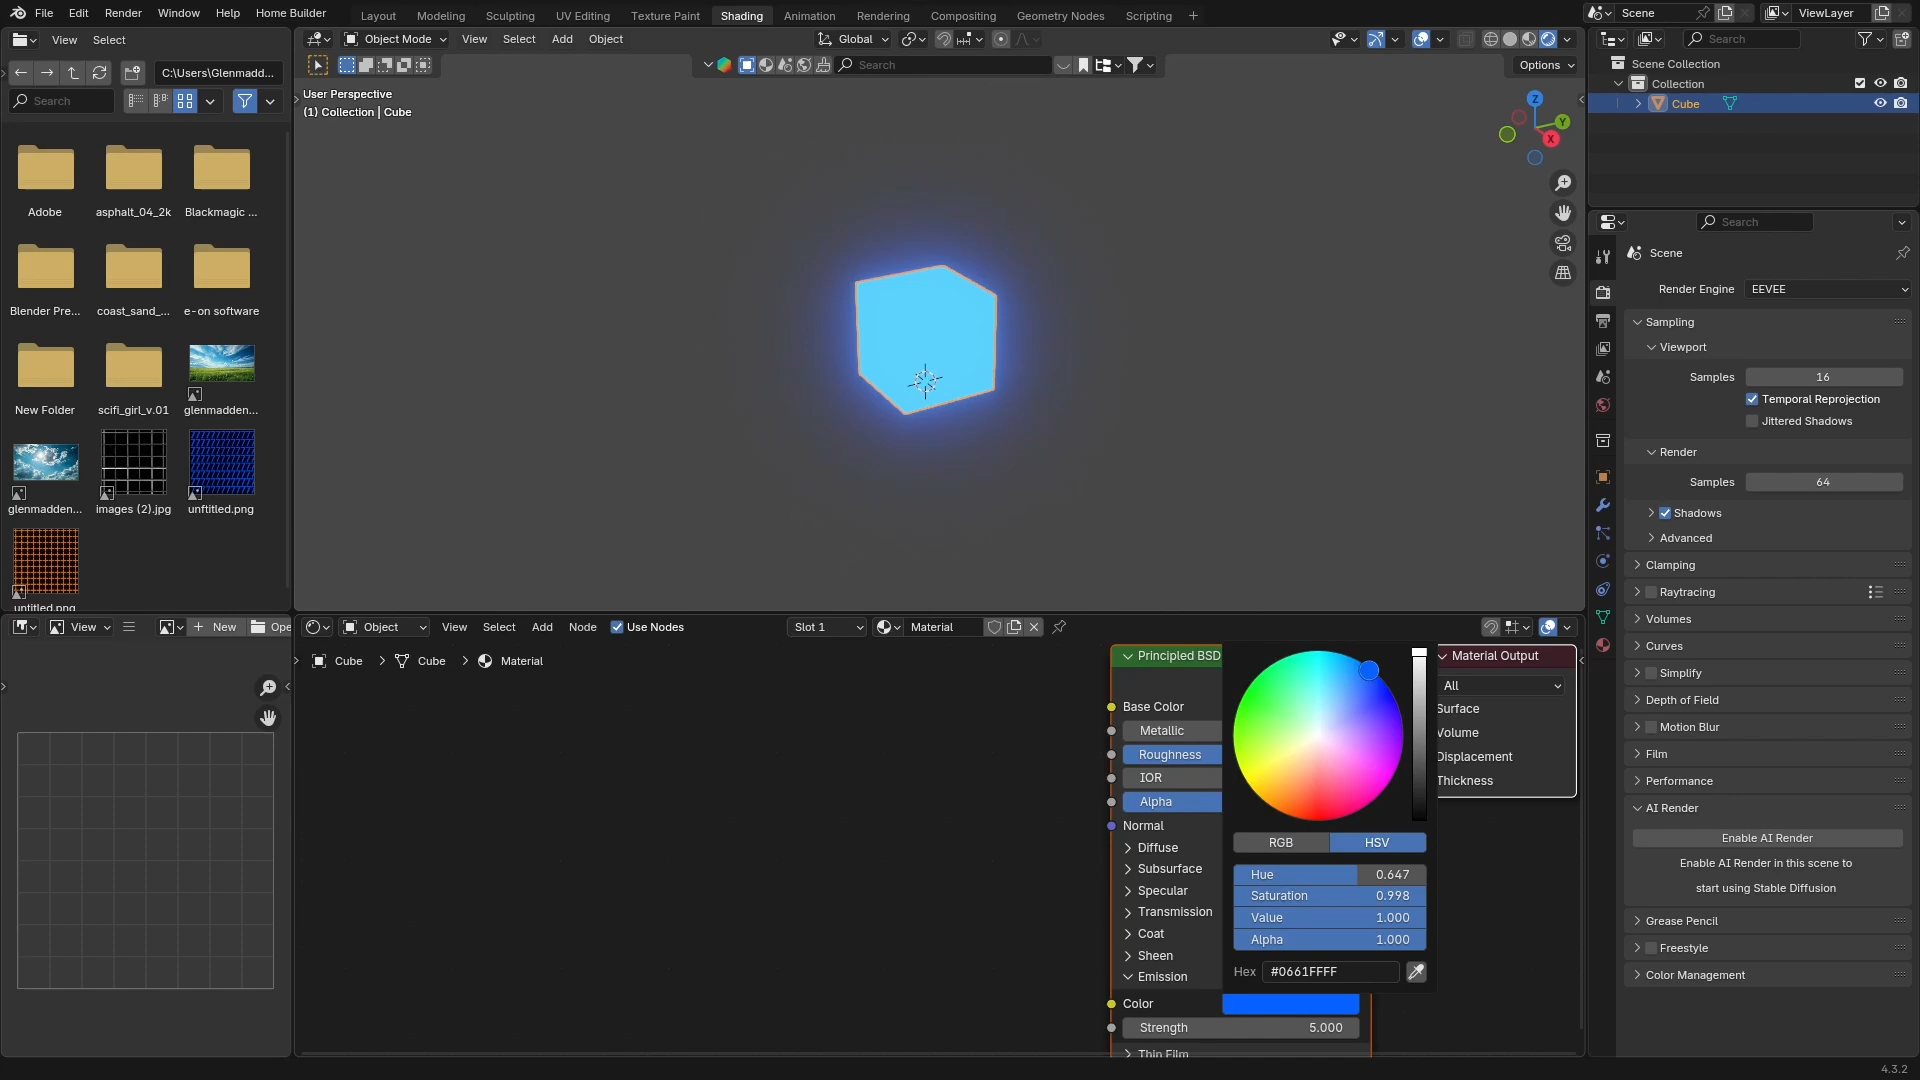 File Edit Render Window Help Home Builder
Layout Modeling Sculpting UV Editing Texture Paint Shading Animation Rendering Compositing Geometry Nodes Scripting
Scene
ViewLayer
View Select
C:\Users\Glenmadd...
Search
Adobe asphalt_04_2k Blackmagic ...
Blender Pre... coast_sand_... e-on software
New Folder scifi_girl_v.01 glenmadden...
glenmadden... images (2).jpg unftitled.png
untitled.png
Object Mode View Select Add Object
Global
Search
Options
User Perspective
(1) Collection | Cube
Z
Y
X
View
New
Ope
Object View Select Add Node Use Nodes
Slot 1
Material
Cube Cube Material
Principled BSD
Base Color
Metallic
Roughness
IOR
Alpha
Normal
Diffuse
Subsurface
Specular
Transmission
Coat
Sheen
Emission
Color
Strength 5.000
Thin Film
RGB HSV
Hue 0.647
Saturation 0.998
Value 1.000
Alpha 1.000
Hex #0661FFFF
Material Output
All
Surface
Volume
Displacement
Thickness
Search
Scene Collection
Collection
Cube
Search
Scene
Render Engine EEVEE
Sampling
Viewport
Samples 16
Temporal Reprojection
Jittered Shadows
Render
Samples 64
Shadows
Advanced
Clamping
Raytracing
Volumes
Curves
Simplify
Depth of Field
Motion Blur
Film
Performance
AI Render
Enable AI Render
Enable AI Render in this scene to
start using Stable Diffusion
Grease Pencil
Freestyle
Color Management
4.3.2